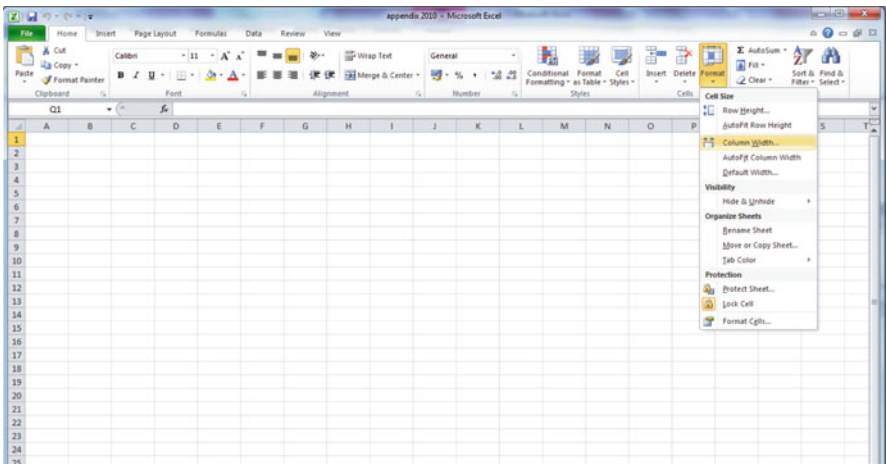 appendix 2010 - Microsoft Excel
File Home Insert Page Layout Formulas Data Review View
Cut
Copy
Format Painter
Paste
Clipboard
Calibri 11
B I U
Font
Wrap Text
Merge & Center
Alignment
General
% ,
Number
Conditional Formatting
Format as Table
Cell Styles
Styles
Insert Delete Format
Cells
Σ AutoSum
Fill
Clear
Sort & Filter
Find & Select
Q1 fx
A B C D E F G H I J K L M N O P S T
1
2
3
4
5
6
7
8
9
10
11
12
13
14
15
16
17
18
19
20
21
22
23
24
25
Cell Size
Row Height...
AutoFit Row Height
Column Width...
AutoFit Column Width
Default Width...
Visibility
Hide & Unhide
Organize Sheets
Rename Sheet
Move or Copy Sheet...
Tab Color
Protection
Protect Sheet...
Lock Cell
Format Cells...